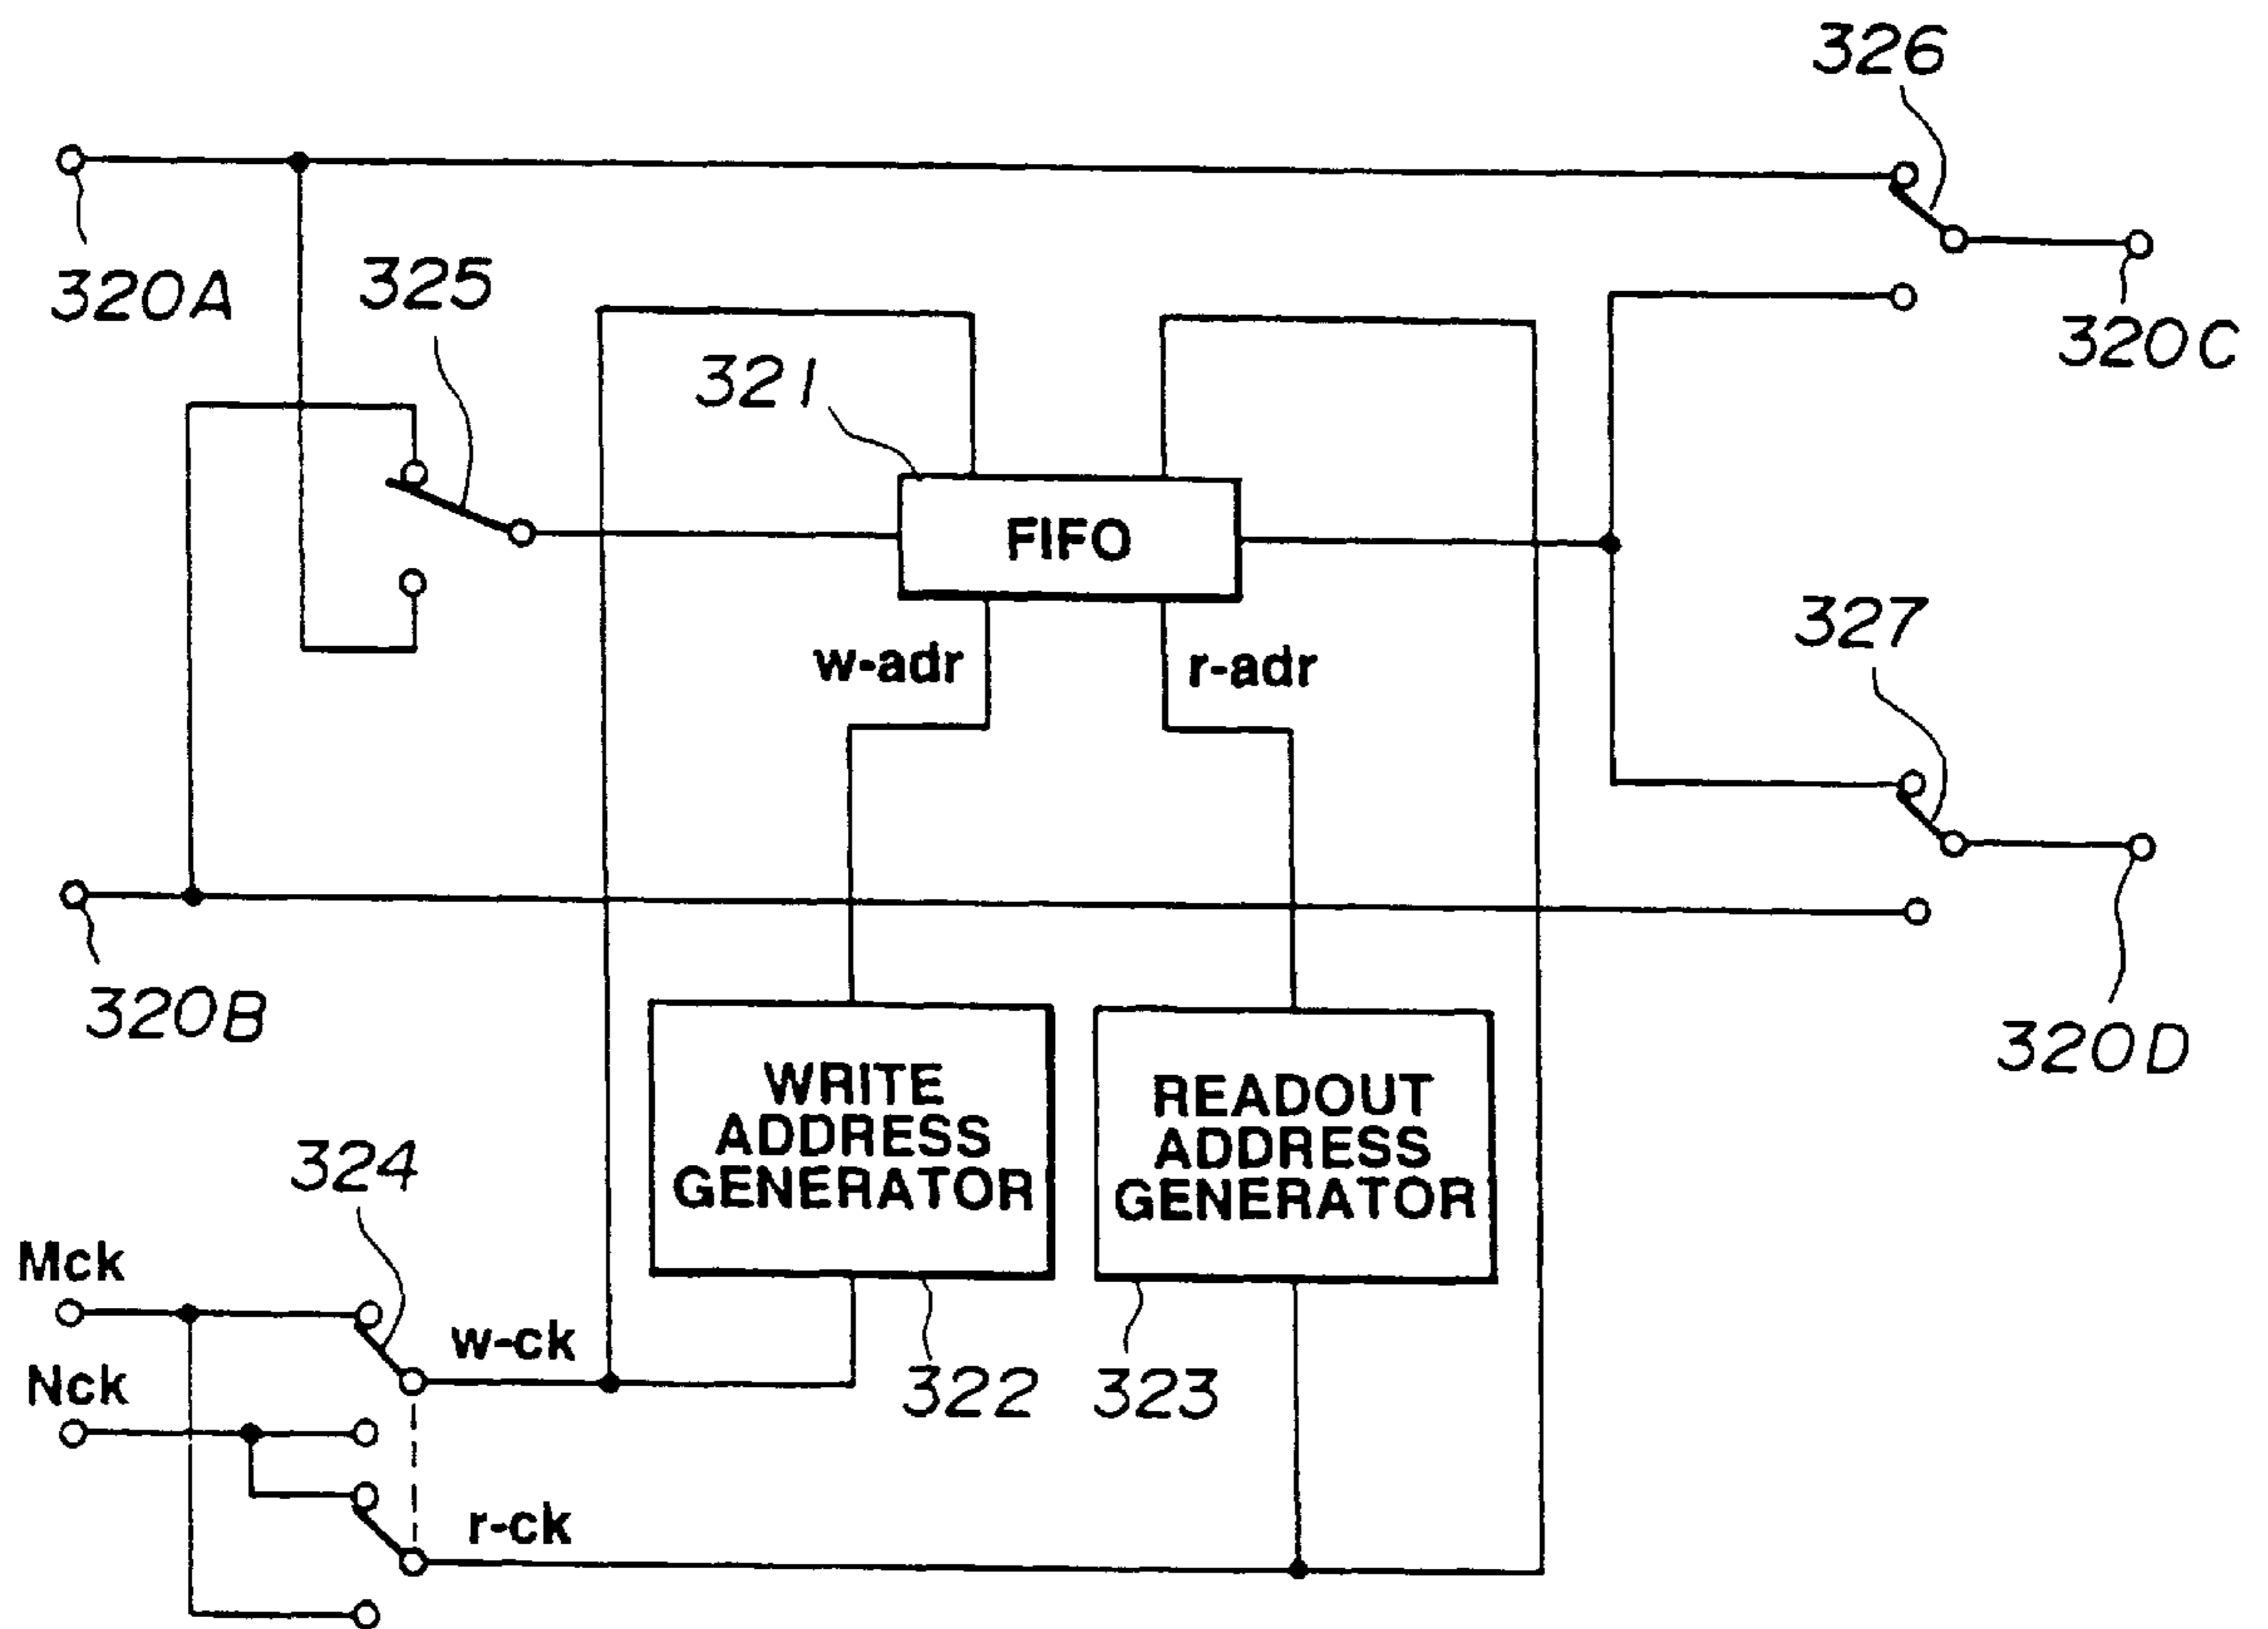 326
320A
325
320C
321
FIFO
327
w-adr
r-adr
320B
320D
WRITE
ADDRESS
GENERATOR
READOUT
ADDRESS
GENERATOR
324
Mck
w-ck
Nck
322
323
r-ck